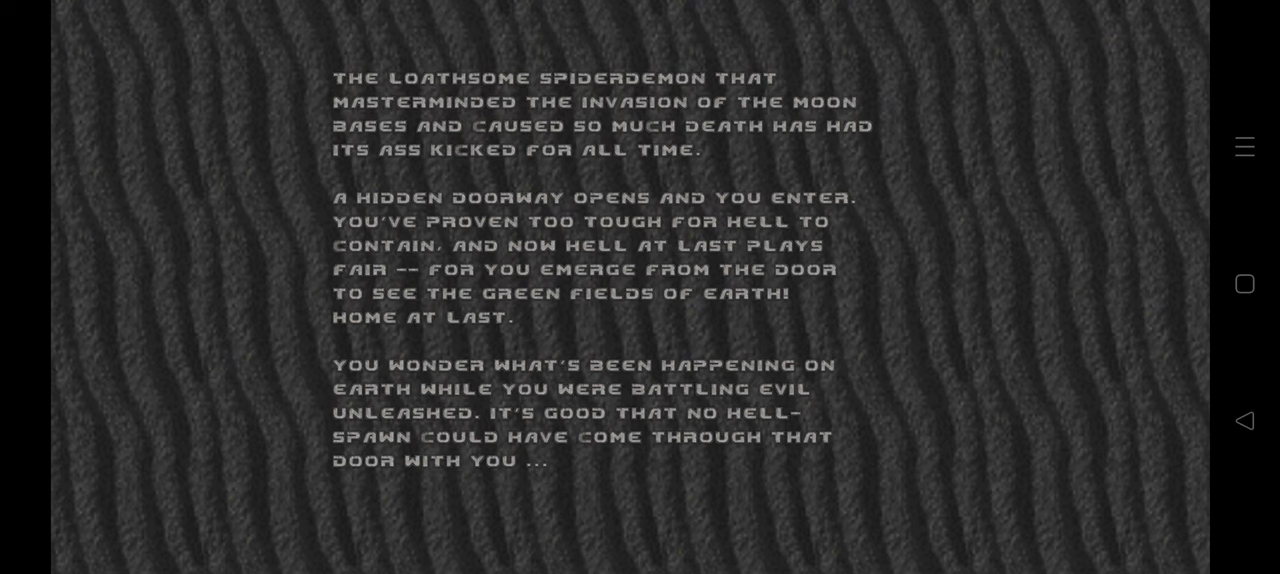 THE LOATHSOME SPIDERDEMON THAT
MASTERMINDED THE INVASION OF THE MOON
BASES AND CAUSED SO MUCH DEATH HAS HAD
ITS ASS KICKED FOR ALL TIME.
A HIDDEN DOORWAY OPENS AND YOU ENTER.
YOU'VE PROVEN TOO TOUGH FOR HELL TO
CONTAIN, AND NOW HELL AT LAST PLAYS
FAIR -- FOR YOU EMERGE FROM THE DOOR
TO SEE THE GREEN FIELDS OF EARTH!
HOME AT LAST.
YOU WONDER WHAT'S BEEN HAPPENING ON
EARTH WHILE YOU WERE BATTLING EVIL
UNLEASHED. IT'S GOOD THAT NO HELL-
SPAWN COULD HAVE COME THROUGH THAT
DOOR WITH YOU ...